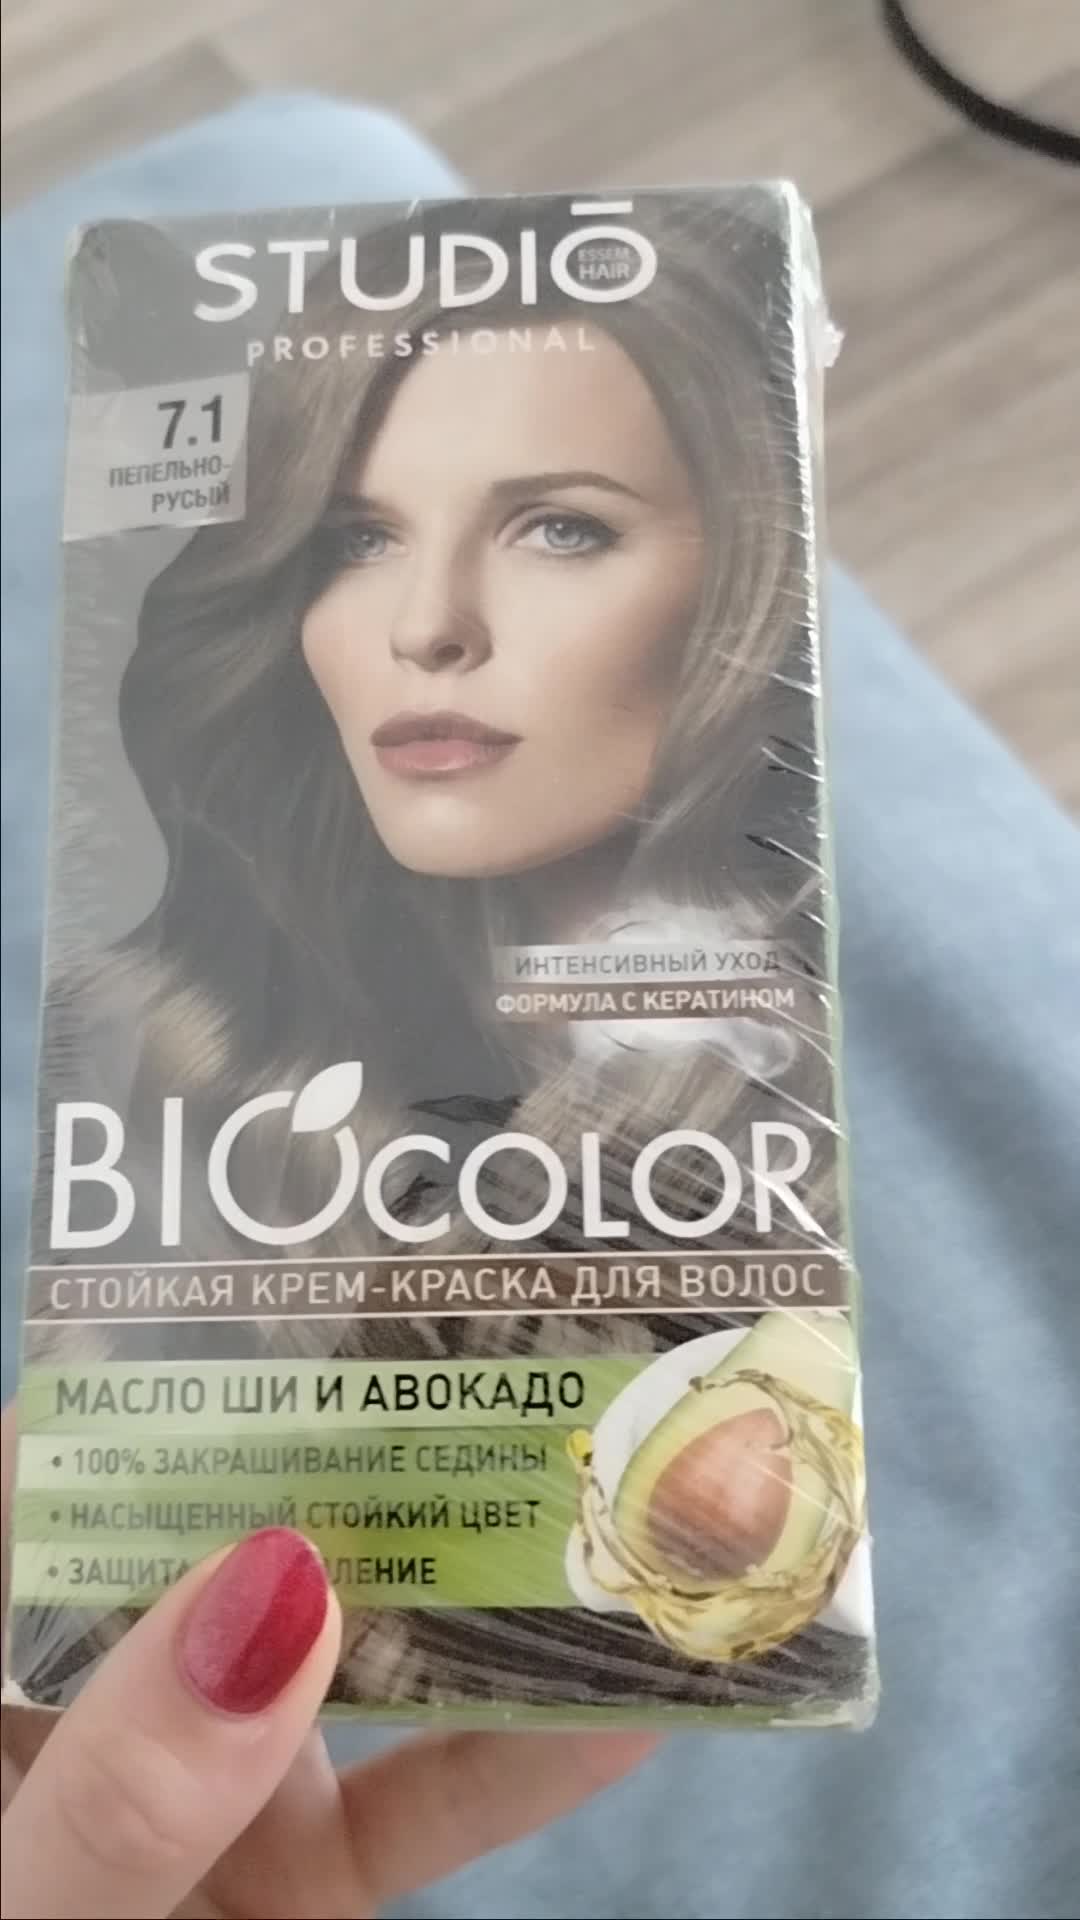 STUDIO
ESSEM
HAIR
PROFESSIONAL
7.1
ПЕПЕЛЬНО-
РУСЫЙ
ИНТЕНСИВНЫЙ УХОД
ФОРМУЛА С КЕРАТИНОМ
BIOCOLOR
СТОЙКАЯ КРЕМ-КРАСКА ДЛЯ ВОЛОС
МАСЛО ШИ И АВОКАДО
• 100% ЗАКРАШИВАНИЕ СЕДИНЫ
• НАСЫЩЕННЫЙ СТОЙКИЙ ЦВЕТ
• ЗАЩИТА